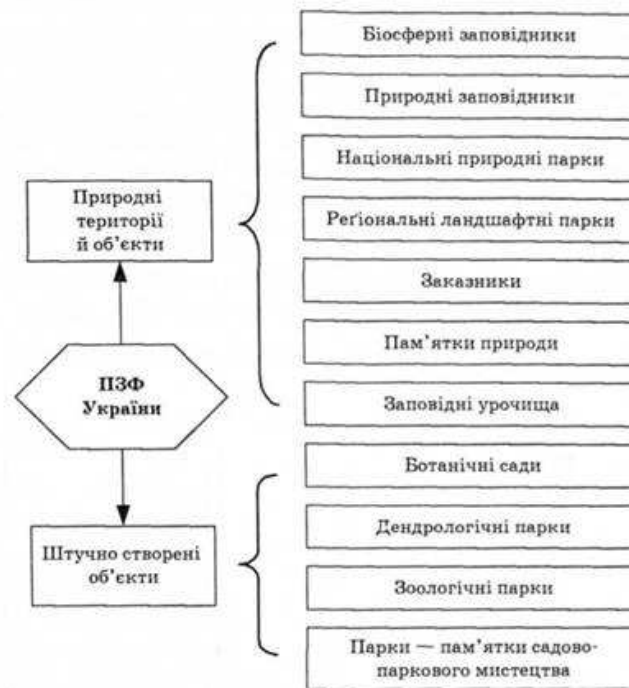 Біосферні заповідники
Природні заповідники
Національні природні парки
Природні
території
й об’єкти
Реґіональні ландшафтні парки
Заказники
Пам’ятки природи
ПЗФ
України
Заповідні урочища
Ботанічні сади
Дендрологічні парки
Штучно створені
об’єкти
Зоологічні парки
Парки — пам’ятки садово-
паркового мистецтва